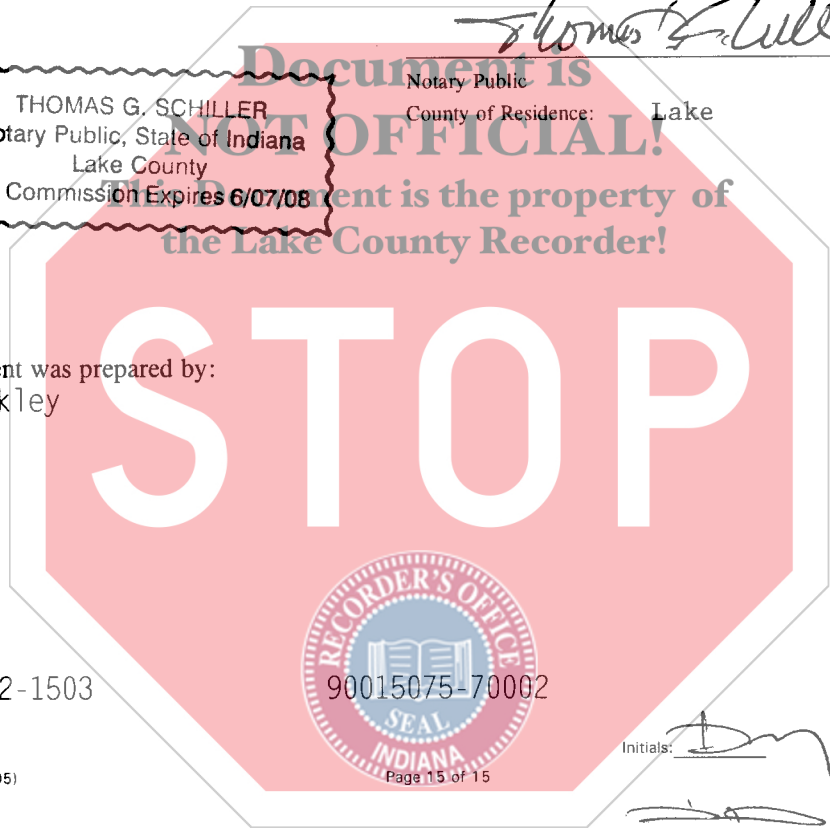 Document is
Notary Public
THOMAS G. SCHILLER
County of Residence: Lake
otary Public, State of Indiana
NOT OFFICIAL!
Lake County
Commission Expires 6/07/08
This Document is the property of
the Lake County Recorder!
ent was prepared by:
kley
STOP
RECORDER'S OFFICE
2-1503
90015075-70002
SEAL
INDIANA
Initials:
95)
Page 15 of 15